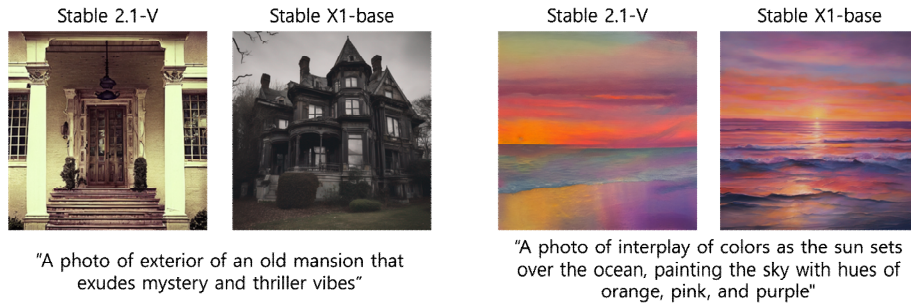 Stable 2.1-V
Stable X1-base
Stable 2.1-V
Stable X1-base
"A photo of exterior of an old mansion that
exudes mystery and thriller vibes"
"A photo of interplay of colors as the sun sets
over the ocean, painting the sky with hues of
orange, pink, and purple"